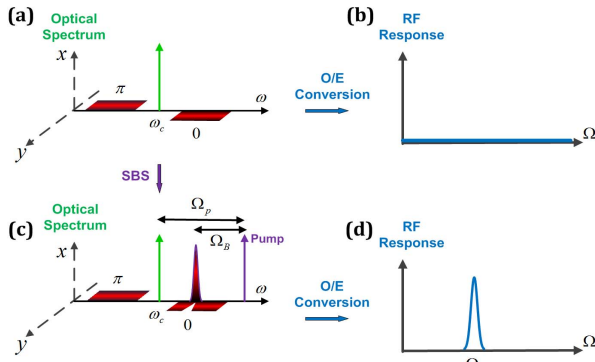 (a)
Optical
Spectrum
x
y
π
ω_c
0
ω
O/E
Conversion
(b)
RF
Response
Ω
SBS
(c)
Optical
Spectrum
x
y
π
ω_c
0
ω
Ω_p
Ω_B
Pump
O/E
Conversion
(d)
RF
Response
Ω